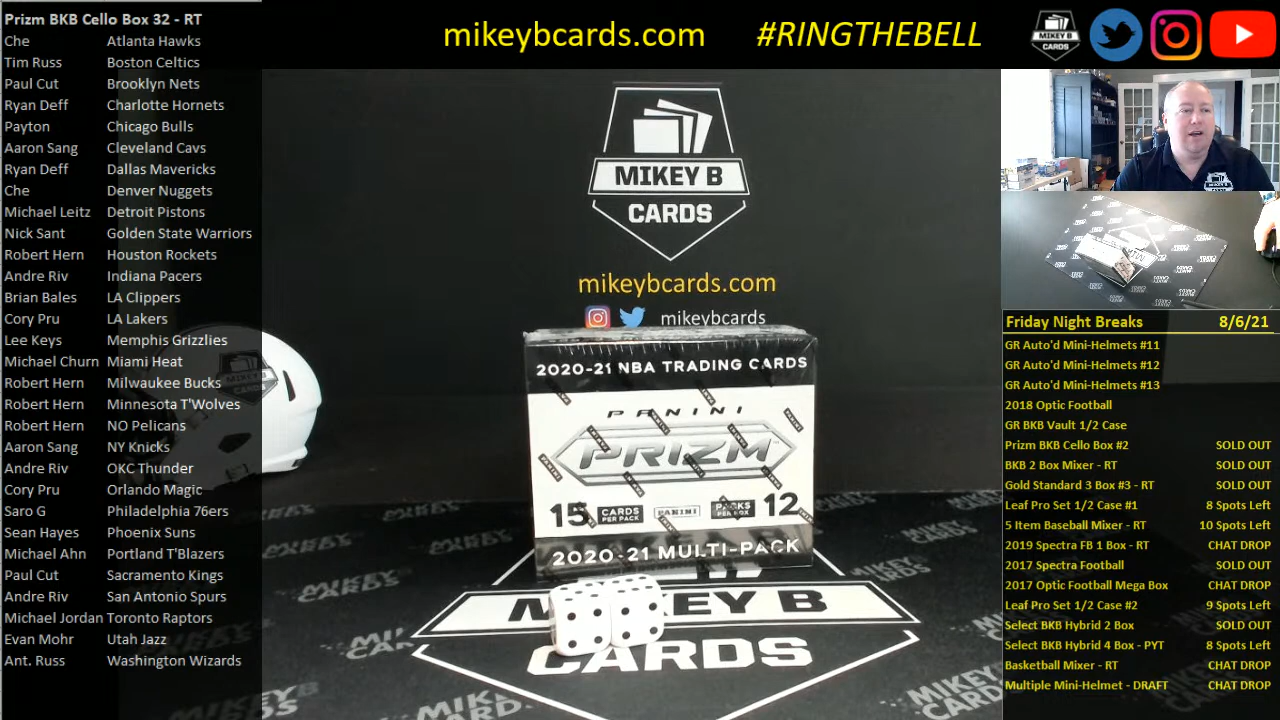 Prizm BKB Cello Box 32 - RT
Che Atlanta Hawks
Tim Russ Boston Celtics
Paul Cut Brooklyn Nets
Ryan Deff Charlotte Hornets
Payton Chicago Bulls
Aaron Sang Cleveland Cavs
Ryan Deff Dallas Mavericks
Che Denver Nuggets
Michael Leitz Detroit Pistons
Nick Sant Golden State Warriors
Robert Hern Houston Rockets
Andre Riv Indiana Pacers
Brian Bales LA Clippers
Cory Pru LA Lakers
Lee Keys Memphis Grizzlies
Michael Churn Miami Heat
Robert Hern Milwaukee Bucks
Robert Hern Minnesota T'Wolves
Robert Hern NO Pelicans
Aaron Sang NY Knicks
Andre Riv OKC Thunder
Cory Pru Orlando Magic
Saro G Philadelphia 76ers
Sean Hayes Phoenix Suns
Michael Ahn Portland T'Blazers
Paul Cut Sacramento Kings
Andre Riv San Antonio Spurs
Michael Jordan Toronto Raptors
Evan Mohr Utah Jazz
Ant. Russ Washington Wizards
mikeybcards.com #RINGTHEBELL
MIKEY B
CARDS
MIKEY B
CARDS
mikeybcards.com
mikeybcards
2020-21 NBA TRADING CARDS
PANINI
PRIZM
15 CARDS PER PACK PANINI PACKS PER BOX 12
2020-21 MULTI-PACK
MIKEY B
CARDS
Friday Night Breaks 8/6/21
GR Auto'd Mini-Helmets #11
GR Auto'd Mini-Helmets #12
GR Auto'd Mini-Helmets #13
2018 Optic Football
GR BKB Vault 1/2 Case
Prizm BKB Cello Box #2 SOLD OUT
BKB 2 Box Mixer - RT SOLD OUT
Gold Standard 3 Box #3 - RT SOLD OUT
Leaf Pro Set 1/2 Case #1 8 Spots Left
5 Item Baseball Mixer - RT 10 Spots Left
2019 Spectra FB 1 Box - RT CHAT DROP
2017 Spectra Football SOLD OUT
2017 Optic Football Mega Box CHAT DROP
Leaf Pro Set 1/2 Case #2 9 Spots Left
Select BKB Hybrid 2 Box SOLD OUT
Select BKB Hybrid 4 Box - PYT 8 Spots Left
Basketball Mixer - RT CHAT DROP
Multiple Mini-Helmet - DRAFT CHAT DROP